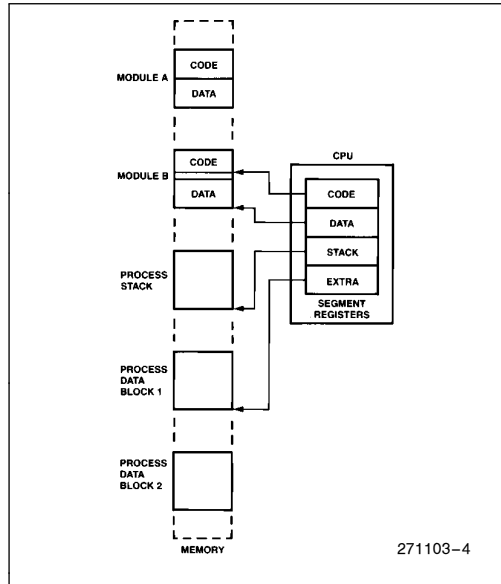 MODULE A
CODE
DATA
MODULE B
CODE
DATA
PROCESS
STACK
PROCESS
DATA
BLOCK 1
PROCESS
DATA
BLOCK 2
MEMORY
CPU
CODE
DATA
STACK
EXTRA
SEGMENT
REGISTERS
271103–4